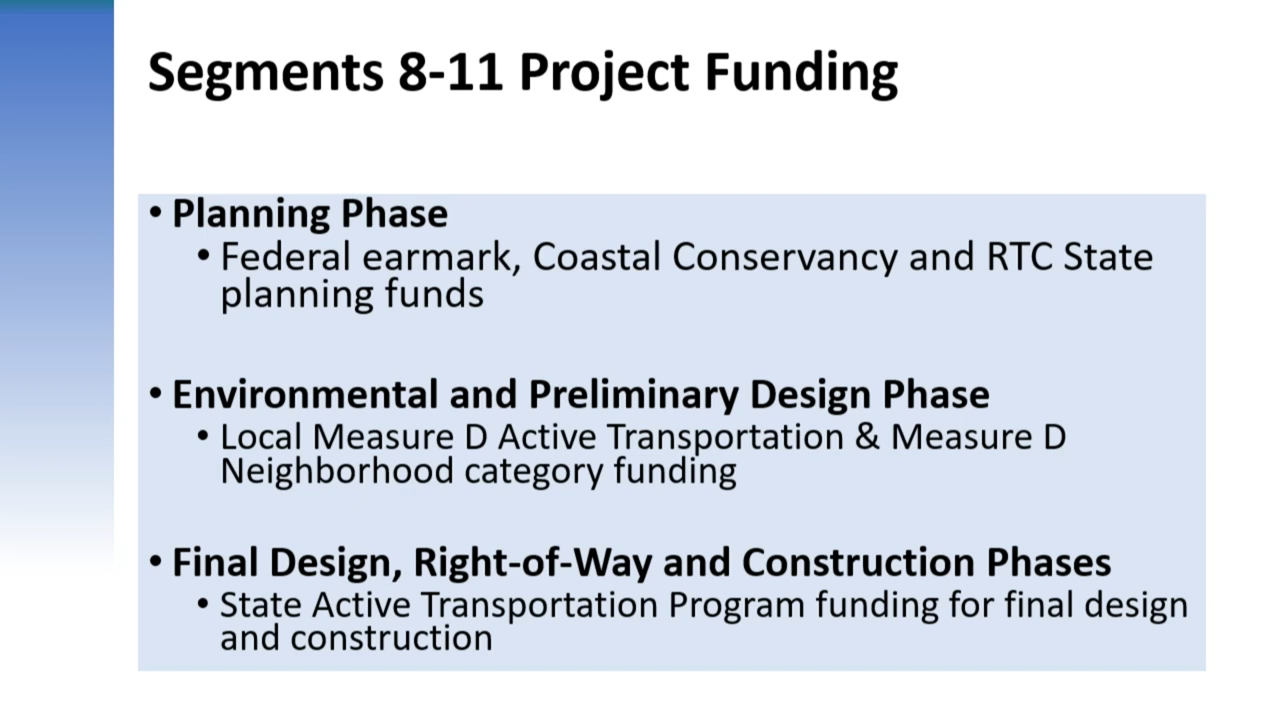 Segments 8-11 Project Funding
• Planning Phase
• Federal earmark, Coastal Conservancy and RTC State
planning funds
• Environmental and Preliminary Design Phase
• Local Measure D Active Transportation & Measure D
Neighborhood category funding
• Final Design, Right-of-Way and Construction Phases
• State Active Transportation Program funding for final design
and construction